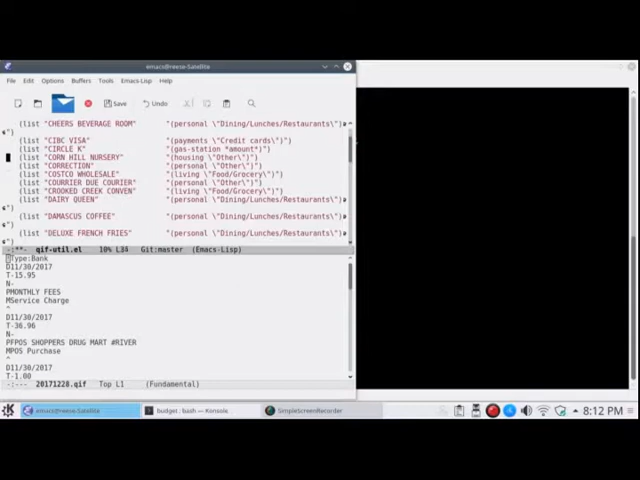 emacs@reeze-Satellite
File Edit Options Buffers Tools Emacs-Lisp Help
Save Undo
(list "CHEERS BEVERAGE ROOM" "(personal \"Dining/Lunches/Restaurants\")
")
(list "CIBC VISA" "(payments \"Credit cards\")")
(list "CIRCLE K" "(gas-station *amount*)")
(list "CORN HILL NURSERY" "(housing \"Other\")")
(list "CORRECTION" "(personal \"Other\")")
(list "COSTCO WHOLESALE" "(living \"Food/Grocery\")")
(list "COURRIER DUE COURIER" "(personal \"Other\")")
(list "CROOKED CREEK CONVEN" "(living \"Food/Grocery\")")
(list "DAIRY QUEEN" "(personal \"Dining/Lunches/Restaurants\")
")
(list "DAMASCUS COFFEE" "(personal \"Dining/Lunches/Restaurants\")
")
(list "DELUXE FRENCH FRIES" "(personal \"Dining/Lunches/Restaurants\")
")
-:**- qif-util.el 10% Git:master (Emacs-Lisp)
!Type:Bank
D11/30/2017
T-15.95
N-
PMONTHLY FEES
MService Charge
^
D11/30/2017
T-36.96
N-
PFPOS SHOPPERS DRUG MART #RIVER
MPOS Purchase
^
D11/30/2017
T-1.00
-:--- 20171228.qif Top L1 (Fundamental)
emacs@reeze-Satellite
budget : bash — Konsole
SimpleScreenRecorder
8:12 PM